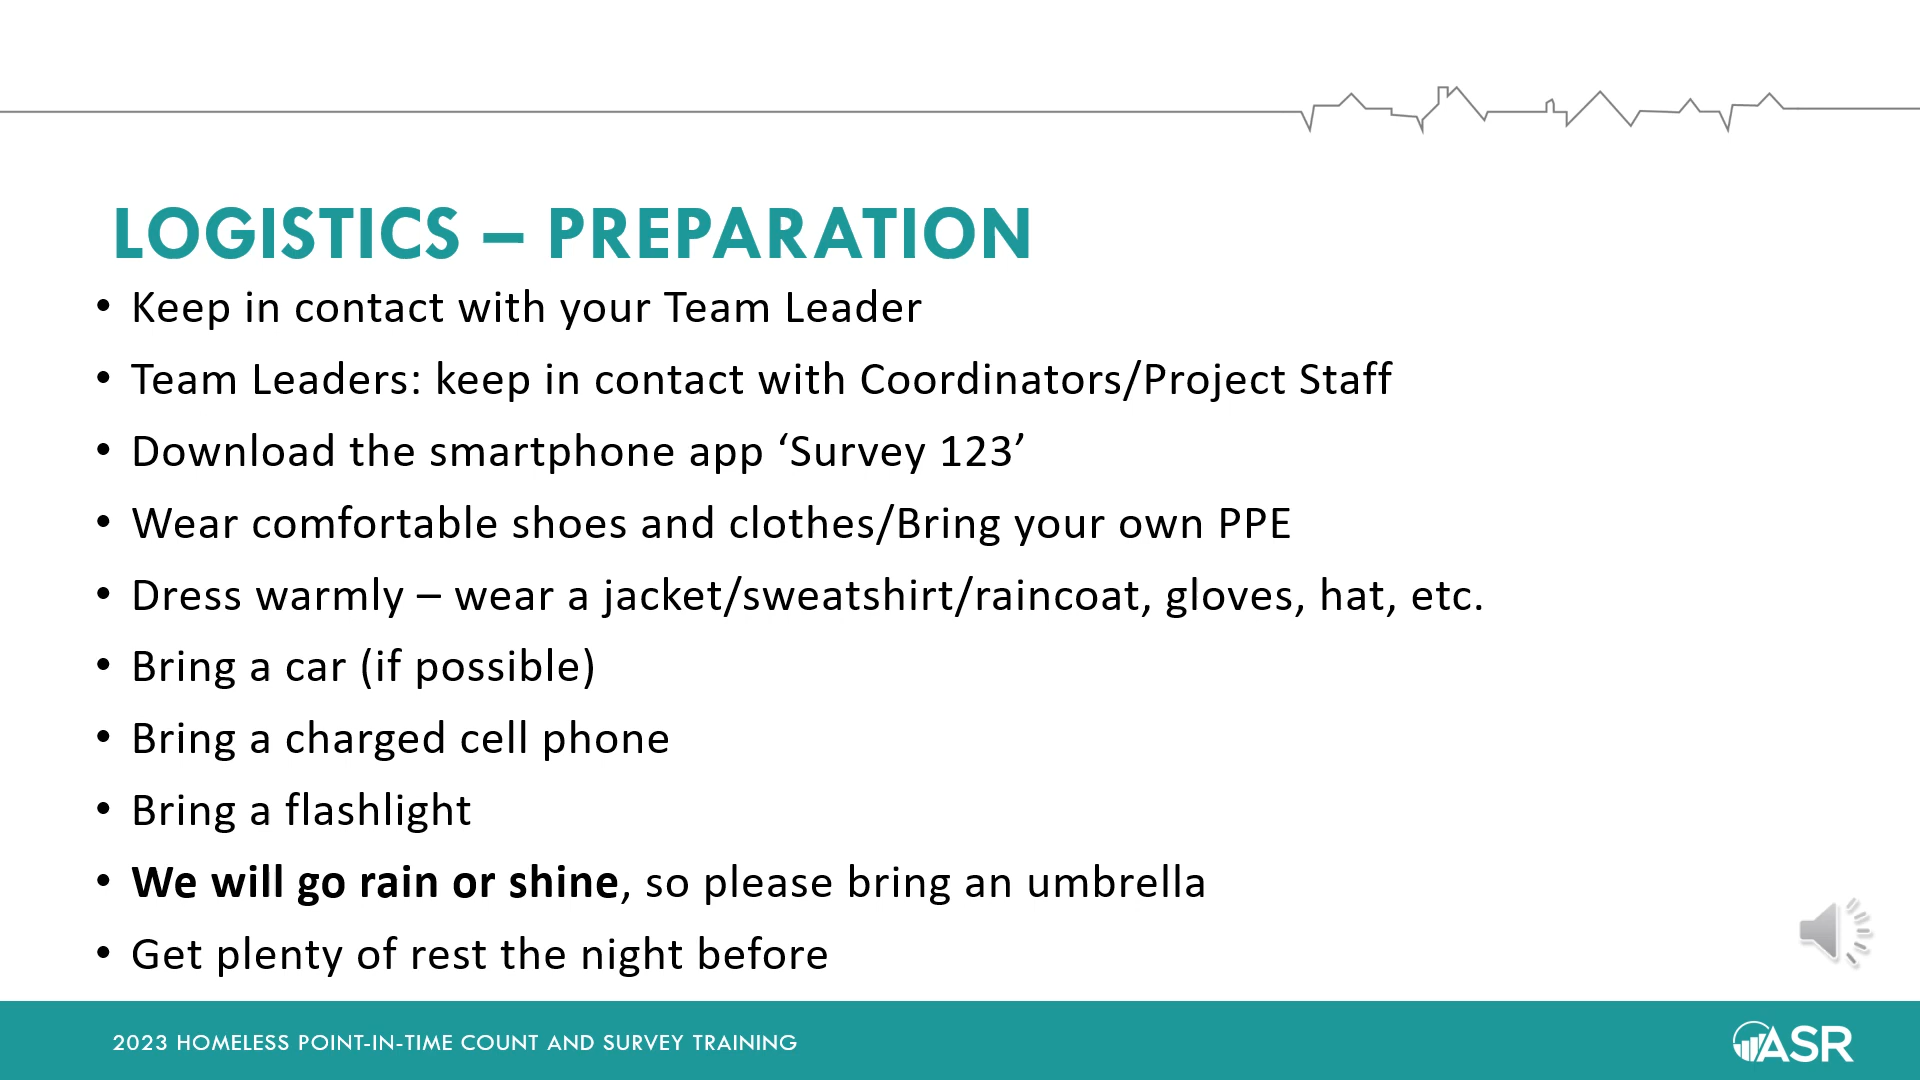 LOGISTICS – PREPARATION
• Keep in contact with your Team Leader
• Team Leaders: keep in contact with Coordinators/Project Staff
• Download the smartphone app ‘Survey 123’
• Wear comfortable shoes and clothes/Bring your own PPE
• Dress warmly – wear a jacket/sweatshirt/raincoat, gloves, hat, etc.
• Bring a car (if possible)
• Bring a charged cell phone
• Bring a flashlight
• We will go rain or shine, so please bring an umbrella
• Get plenty of rest the night before
2023 HOMELESS POINT-IN-TIME COUNT AND SURVEY TRAINING
ASR